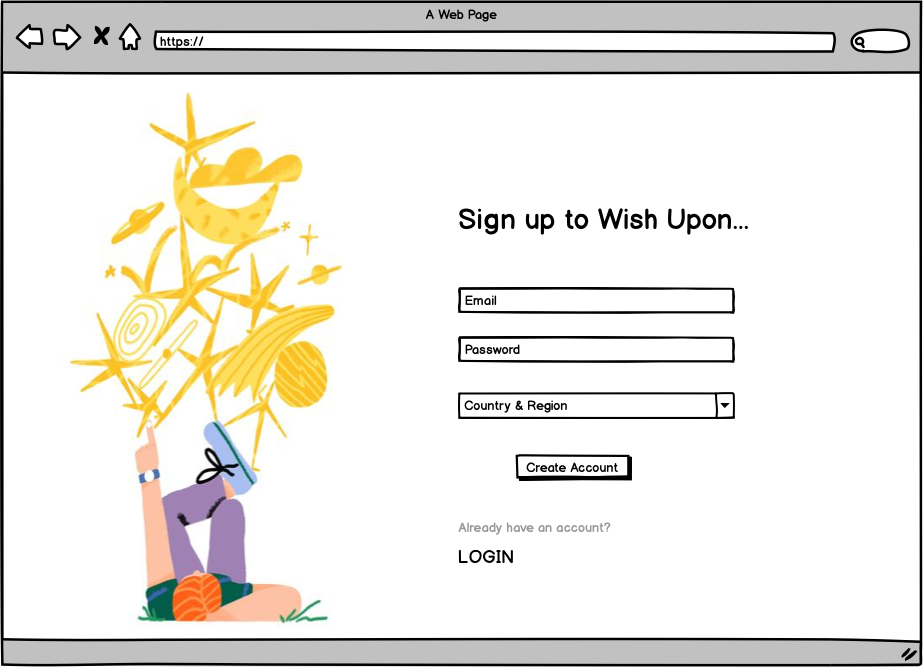 A Web Page
https://
Sign up to Wish Upon...
Email
Password
Country & Region
Create Account
Already have an account?
LOGIN